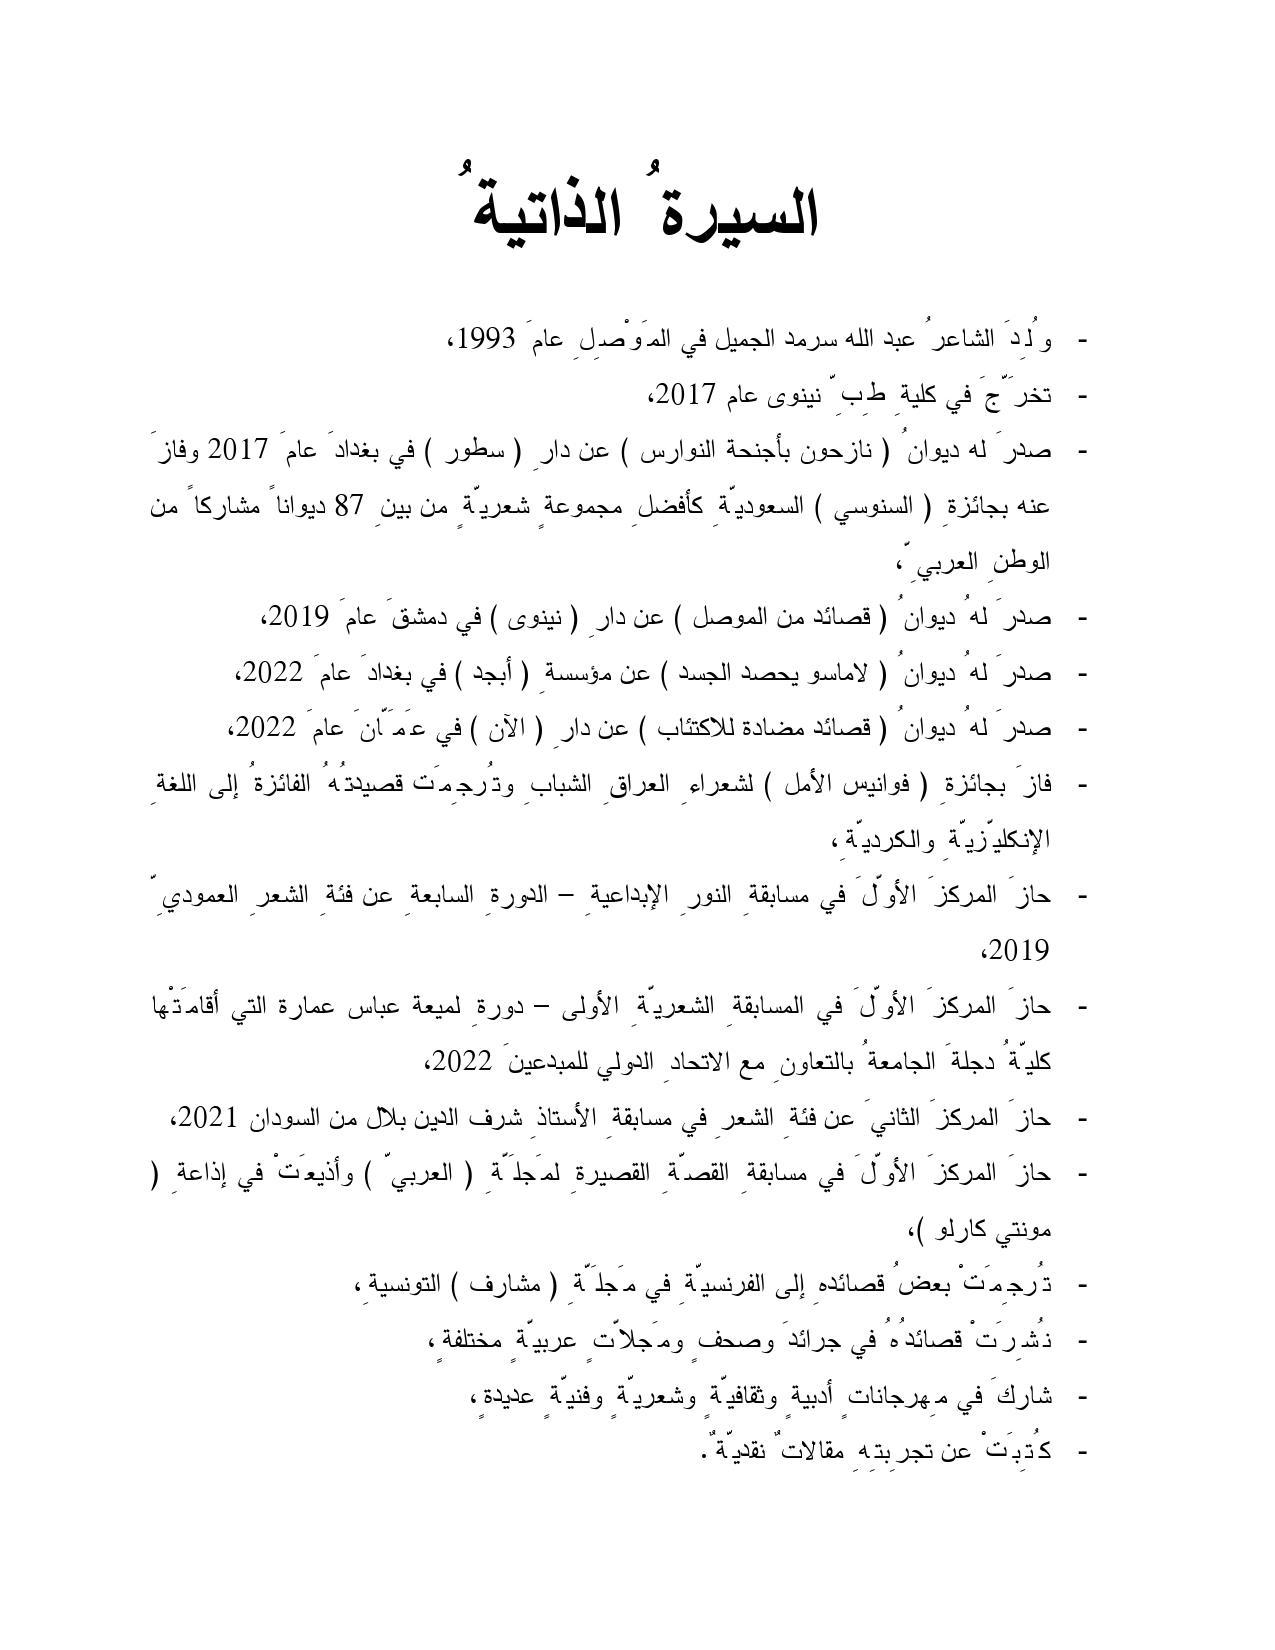 السيرةُ الذاتيةُ
- وُلِدَ الشاعرُ عبد الله سرمد الجميل في المَوْصِلِ عامَ 1993،
- تخرَّجَ في كليةِ طِبِّ نينوى عام 2017،
- صدرَ له ديوانُ ( نازحون بأجنحة النوارس ) عن دارِ ( سطور ) في بغدادَ عامَ 2017 وفازَ
عنه بجائزةِ ( السنوسي ) السعوديّةِ كأفضلِ مجموعةٍ شعريّةٍ من بينِ 87 ديواناً مشاركاً من
الوطنِ العربيِّ،
- صدرَ لهُ ديوانُ ( قصائد من الموصل ) عن دارِ ( نينوى ) في دمشقَ عامَ 2019،
- صدرَ لهُ ديوانُ ( لاماسو يحصد الجسد ) عن مؤسسةِ ( أبجد ) في بغدادَ عامَ 2022،
- صدرَ لهُ ديوانُ ( قصائد مضادة للاكتئاب ) عن دارِ ( الآن ) في عَمَّانَ عامَ 2022،
- فازَ بجائزةِ ( فوانيس الأمل ) لشعراءِ العراقِ الشبابِ وتُرجِمَت قصيدتُهُ الفائزةُ إلى اللغةِ
الإنكليّزيّةِ والكرديّةِ،
- حازَ المركزَ الأوّلَ في مسابقةِ النورِ الإبداعيةِ – الدورةِ السابعةِ عن فئةِ الشعرِ العموديِّ
2019،
- حازَ المركزَ الأوّلَ في المسابقةِ الشعريّةِ الأولى – دورةِ لميعة عباس عمارة التي أقامَتْها
كليّةُ دجلةَ الجامعةُ بالتعاونِ مع الاتحادِ الدولي للمبدعينَ 2022،
- حازَ المركزَ الثانيَ عن فئةِ الشعرِ في مسابقةِ الأستاذِ شرف الدين بلال من السودان 2021،
- حازَ المركزَ الأوّلَ في مسابقةِ القصّةِ القصيرةِ لمَجلَّةِ ( العربيّ ) وأذيعَتْ في إذاعةِ (
مونتي كارلو )،
- تُرجِمَتْ بعضُ قصائدهِ إلى الفرنسيّةِ في مَجلَّةِ ( مشارف ) التونسيةِ،
- نُشِرَتْ قصائدُهُ في جرائدَ وصحفٍ ومَجلاّتٍ عربيّةٍ مختلفةٍ،
- شاركَ في مِهرجاناتٍ أدبيةٍ وثقافيّةٍ وشعريّةٍ وفنيّةٍ عديدةٍ،
- كُتِبَتْ عن تجرِبتِهِ مقالاتٌ نقديّةٌ.